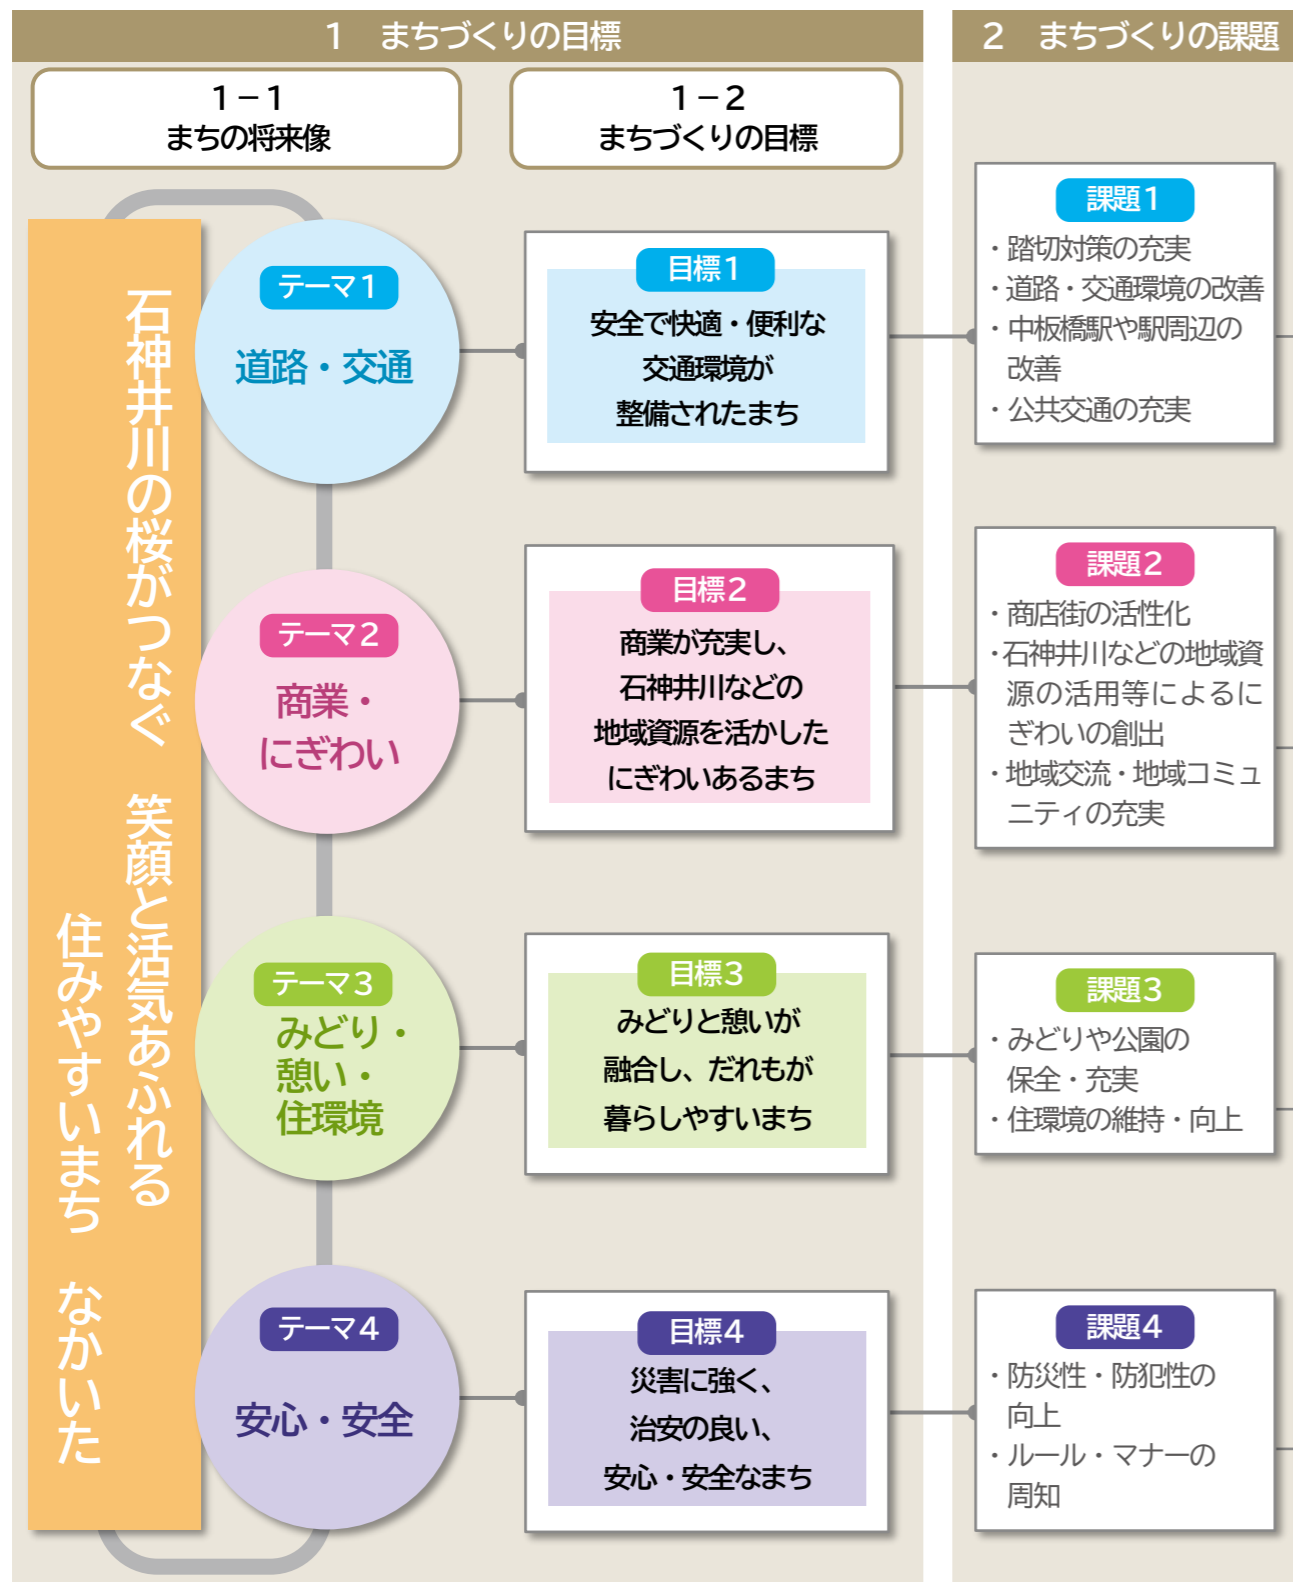 1　まちづくりの目標
1－1
まちの将来像
1－2
まちづくりの目標
石神井川の桜がつなぐ　笑顔と活気あふれる
住みやすいまち　なかいた
テーマ1
道路・交通
目標1
安全で快適・便利な
交通環境が
整備されたまち
テーマ2
商業・
にぎわい
目標2
商業が充実し、
石神井川などの
地域資源を活かした
にぎわいあるまち
テーマ3
みどり・
憩い・
住環境
目標3
みどりと憩いが
融合し、だれもが
暮らしやすいまち
テーマ4
安心・安全
目標4
災害に強く、
治安の良い、
安心・安全なまち
2　まちづくりの課題
課題1
・踏切対策の充実
・道路・交通環境の改善
・中板橋駅や駅周辺の
改善
・公共交通の充実
課題2
・商店街の活性化
・石神井川などの地域資
源の活用等によるに
ぎわいの創出
・地域交流・地域コミュ
ニティの充実
課題3
・みどりや公園の
保全・充実
・住環境の維持・向上
課題4
・防災性・防犯性の
向上
・ルール・マナーの
周知